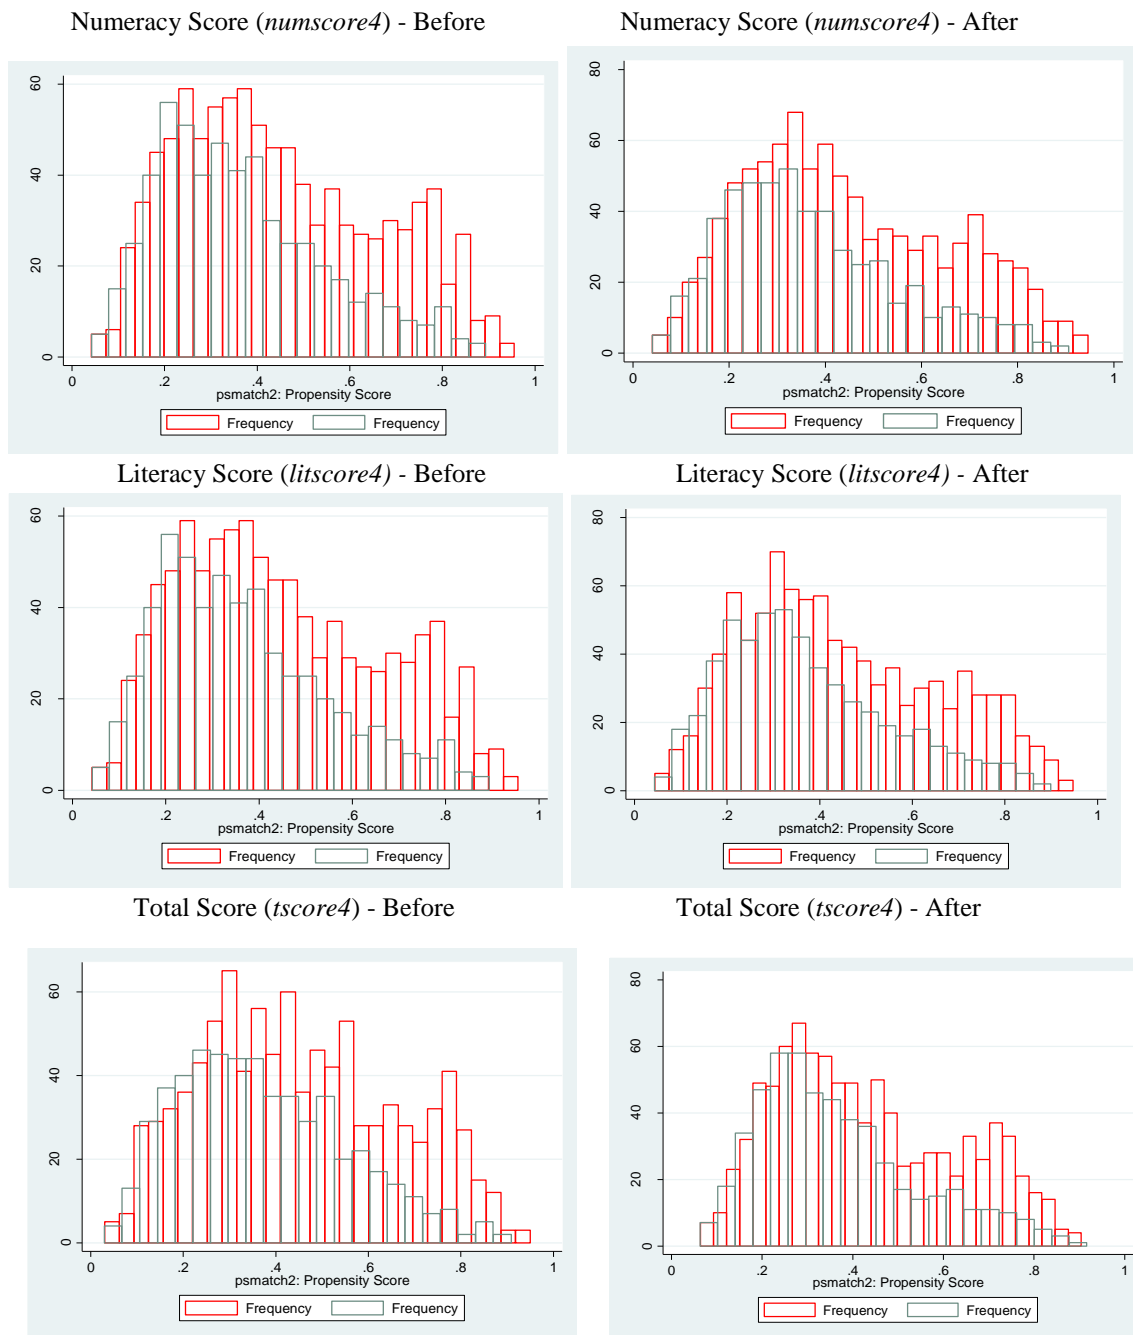 Numeracy Score (numscore4) - Before
Numeracy Score (numscore4) - After
60
40
20
0
0 .2 .4 .6 .8 1
psmatch2: Propensity Score
Frequency Frequency
80
60
40
20
0
0 .2 .4 .6 .8 1
psmatch2: Propensity Score
Frequency Frequency
Literacy Score (litscore4) - Before
Literacy Score (litscore4) - After
60
40
20
0
0 .2 .4 .6 .8 1
psmatch2: Propensity Score
Frequency Frequency
80
60
40
20
0
0 .2 .4 .6 .8 1
psmatch2: Propensity Score
Frequency Frequency
Total Score (tscore4) - Before
Total Score (tscore4) - After
60
40
20
0
0 .2 .4 .6 .8 1
psmatch2: Propensity Score
Frequency Frequency
80
60
40
20
0
0 .2 .4 .6 .8 1
psmatch2: Propensity Score
Frequency Frequency